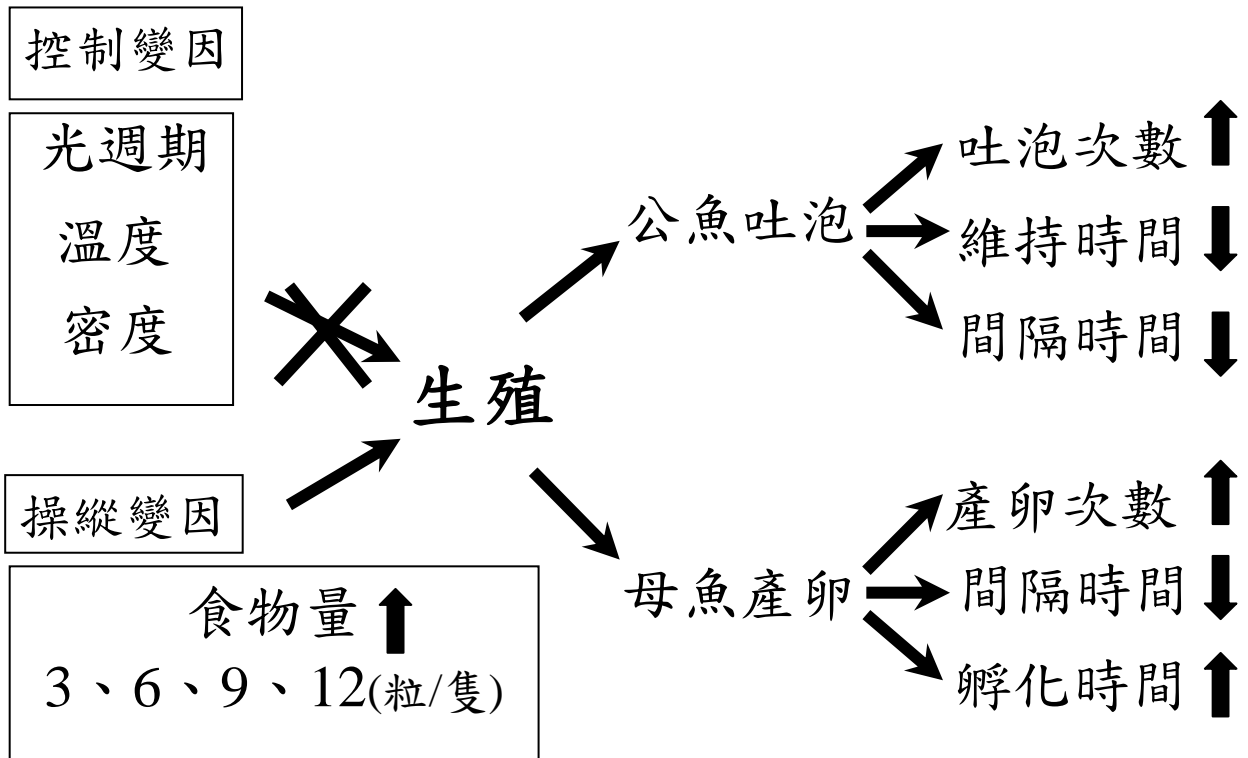 控制變因
光週期
溫度
密度
操縱變因
食物量
3、6、9、12(粒/隻)
生殖
公魚吐泡
吐泡次數
維持時間
間隔時間
母魚產卵
產卵次數
間隔時間
孵化時間